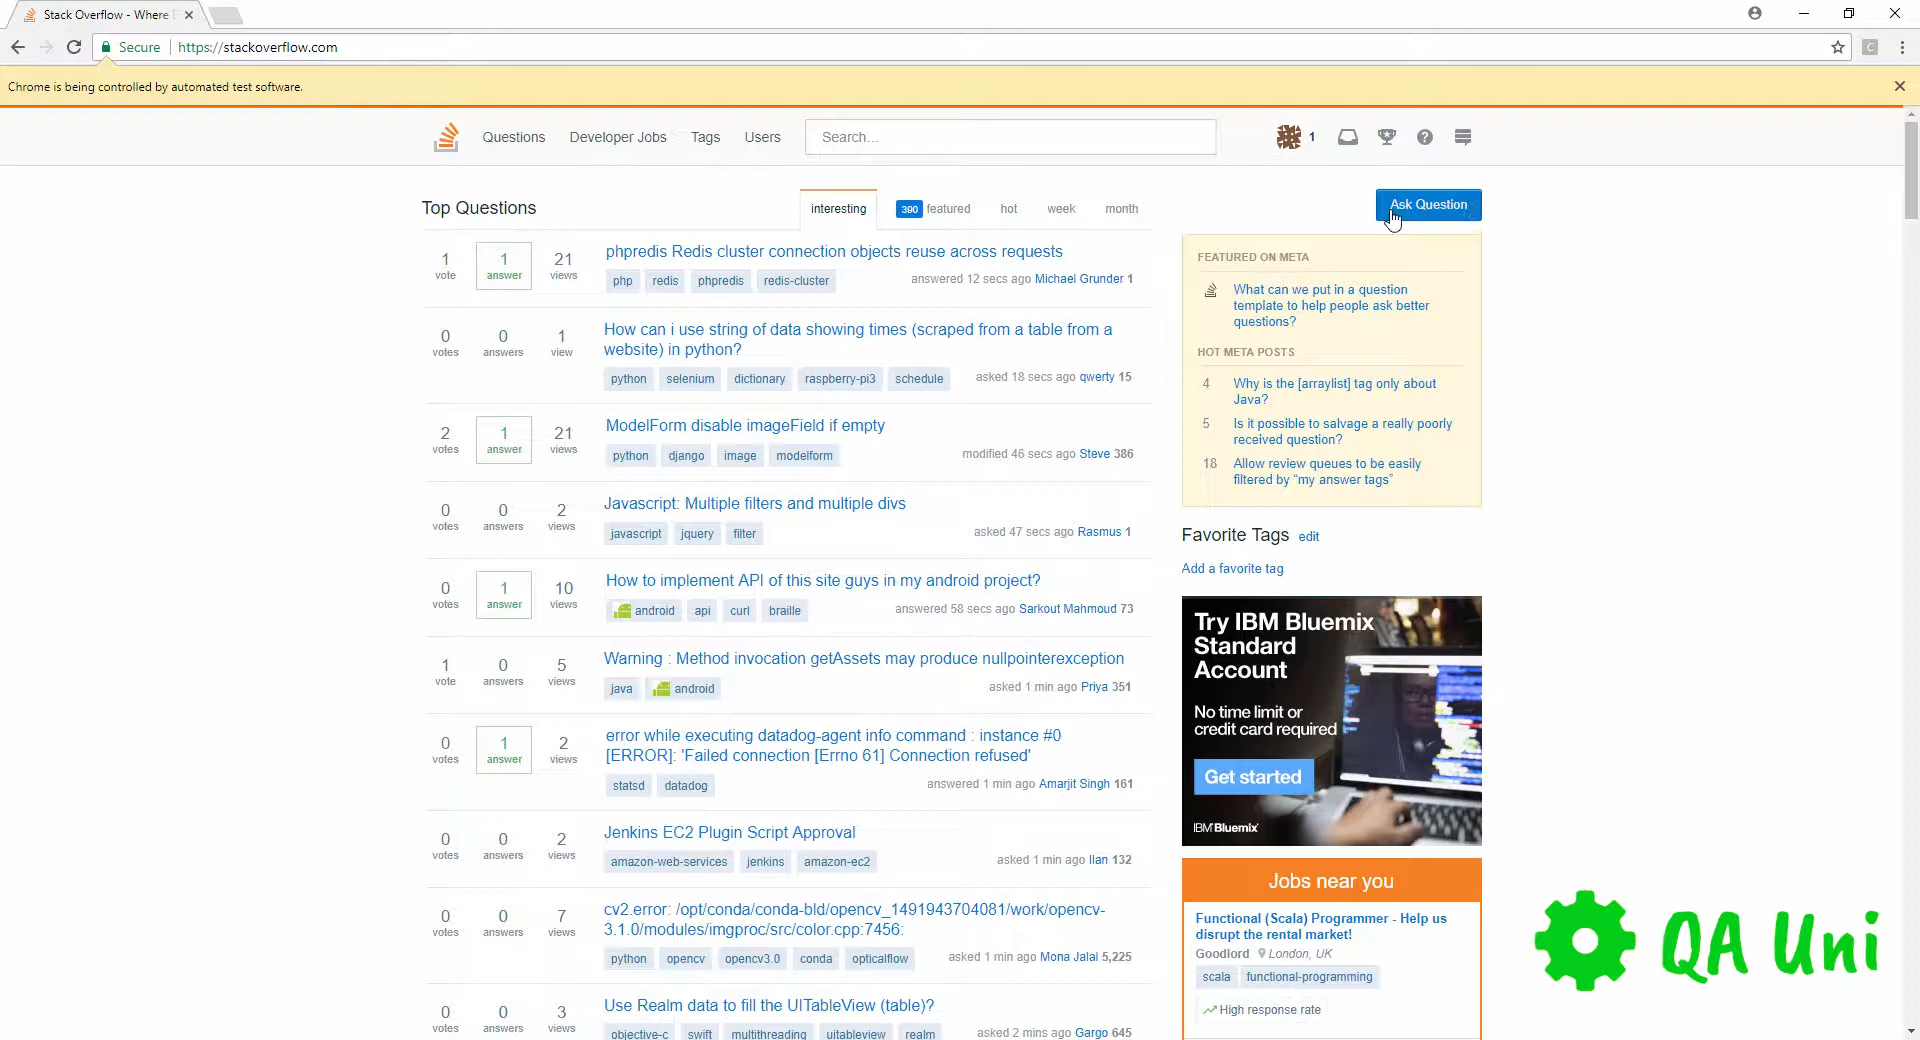 Stack Overflow - Where
Secure
https://stackoverflow.com
Chrome is being controlled by automated test software.
Questions
Developer Jobs
Tags
Users
Search...
1
Top Questions
interesting
390 featured
hot
week
month
Ask Question
1 vote
1 answer
21 views
phpredis Redis cluster connection objects reuse across requests
php redis phpredis redis-cluster
answered 12 secs ago Michael Grunder 1
0 votes
0 answers
1 view
How can i use string of data showing times (scraped from a table from a
website) in python?
python selenium dictionary raspberry-pi3 schedule
asked 18 secs ago qwerty 15
2 votes
1 answer
21 views
ModelForm disable imageField if empty
python django image modelform
modified 46 secs ago Steve 386
0 votes
0 answers
2 views
Javascript: Multiple filters and multiple divs
javascript jquery filter
asked 47 secs ago Rasmus 1
0 votes
1 answer
10 views
How to implement API of this site guys in my android project?
android api curl braille
answered 58 secs ago Sarkout Mahmoud 73
1 vote
0 answers
5 views
Warning : Method invocation getAssets may produce nullpointerexception
java android
asked 1 min ago Priya 351
0 votes
1 answer
2 views
error while executing datadog-agent info command : instance #0
[ERROR]: 'Failed connection [Errno 61] Connection refused'
statsd datadog
answered 1 min ago Amarjit Singh 161
0 votes
0 answers
2 views
Jenkins EC2 Plugin Script Approval
amazon-web-services jenkins amazon-ec2
asked 1 min ago Ilan 132
0 votes
0 answers
7 views
cv2.error: /opt/conda/conda-bld/opencv_1491943704081/work/opencv-
3.1.0/modules/imgproc/src/color.cpp:7456:
python opencv opencv3.0 conda opticalflow
asked 1 min ago Mona Jalal 5,225
0 votes
0 answers
3 views
Use Realm data to fill the UITableView (table)?
objective-c swift multithreading uitableview realm
asked 2 mins ago Gargo 645
FEATURED ON META
What can we put in a question
template to help people ask better
questions?
HOT META POSTS
4 Why is the [arraylist] tag only about
Java?
5 Is it possible to salvage a really poorly
received question?
18 Allow review queues to be easily
filtered by “my answer tags”
Favorite Tags edit
Add a favorite tag
Try IBM Bluemix
Standard
Account
No time limit or
credit card required
Get started
IBM Bluemix
Jobs near you
Functional (Scala) Programmer - Help us
disrupt the rental market!
Goodlord London, UK
scala functional-programming
High response rate
QA Uni